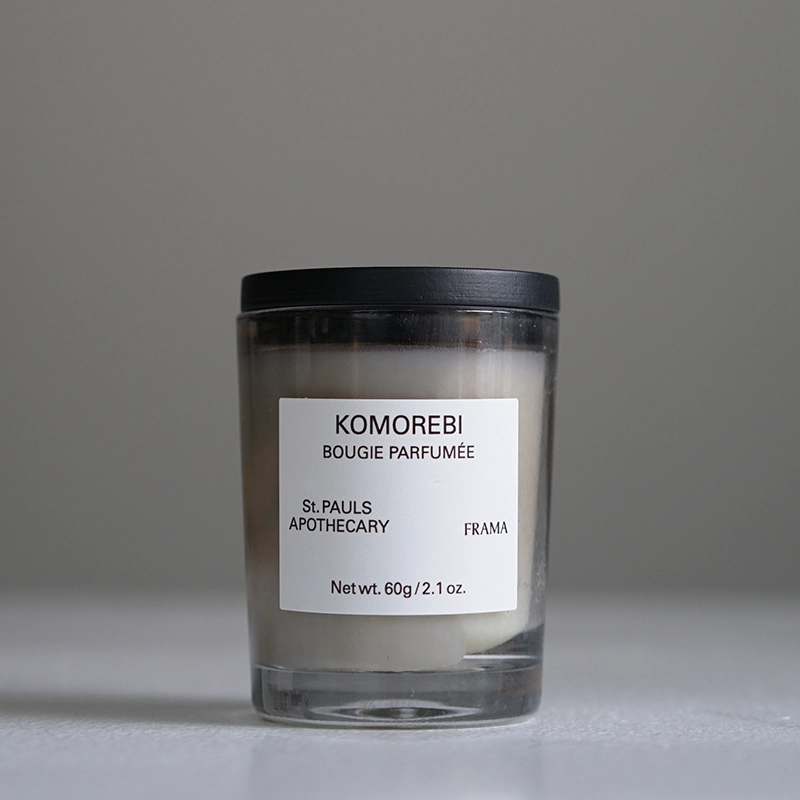 KOMOREBI
BOUGIE PARFUMÉE
St. PAULS
APOTHECARY
FRAMA
Net wt. 60g / 2.1 oz.